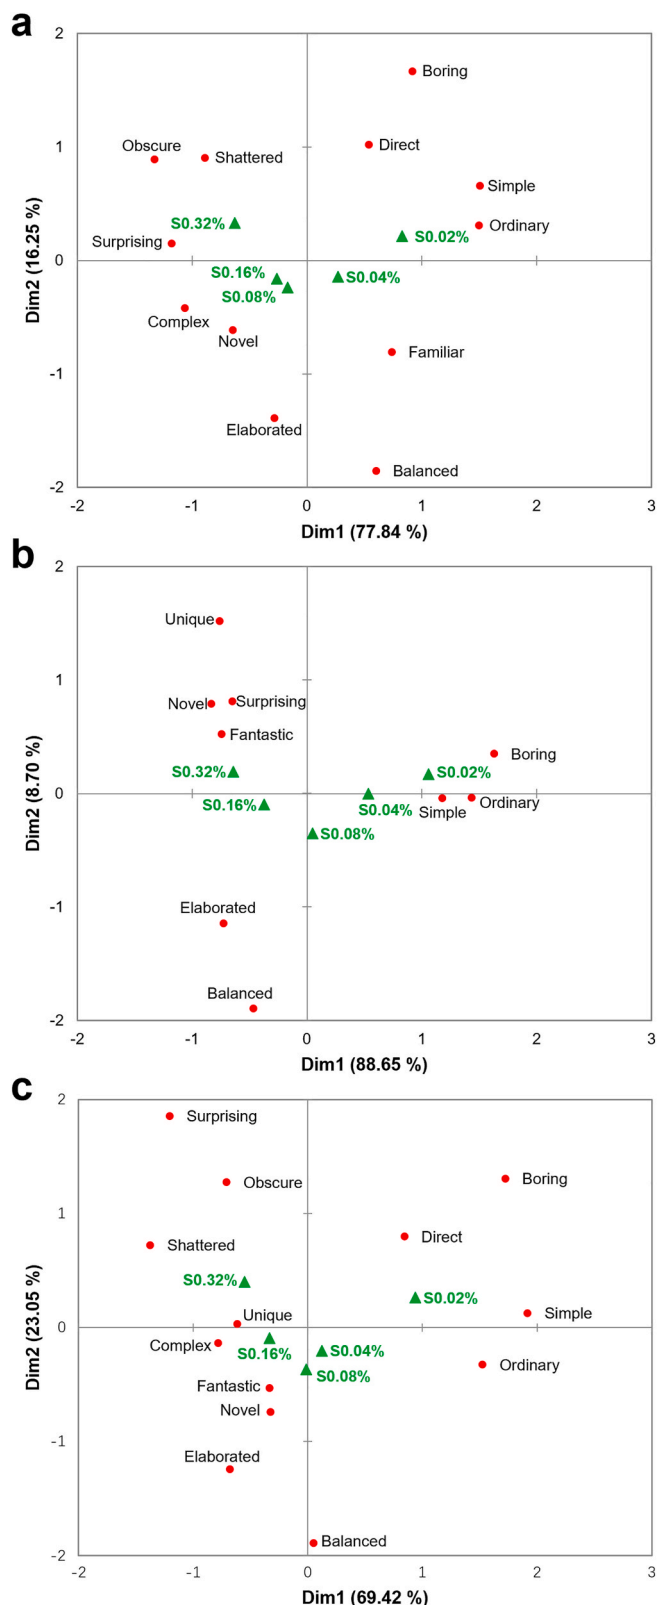 a
2
Boring
Direct
1
Obscure
Shattered
Simple
S0.32%
Ordinary
S0.02%
Surprising
0
S0.16%
S0.04%
S0.08%
Complex
Novel
Familiar
-1
Elaborated
Balanced
-2
-2 -1 0 1 2 3
Dim2 (16.25 %)
Dim1 (77.84 %)
b
2
Unique
1
Novel
Surprising
Fantastic
Boring
S0.32%
S0.02%
0
S0.16%
S0.04%
Simple
Ordinary
S0.08%
-1
Elaborated
Balanced
-2
-2 -1 0 1 2 3
Dim2 (8.70 %)
Dim1 (88.65 %)
c
2
Surprising
Obscure
Boring
1
Direct
Shattered
S0.32%
S0.02%
Unique
Simple
0
Complex
S0.16%
S0.04%
S0.08%
Ordinary
Fantastic
Novel
-1
Elaborated
Balanced
-2
-2 -1 0 1 2 3
Dim2 (23.05 %)
Dim1 (69.42 %)